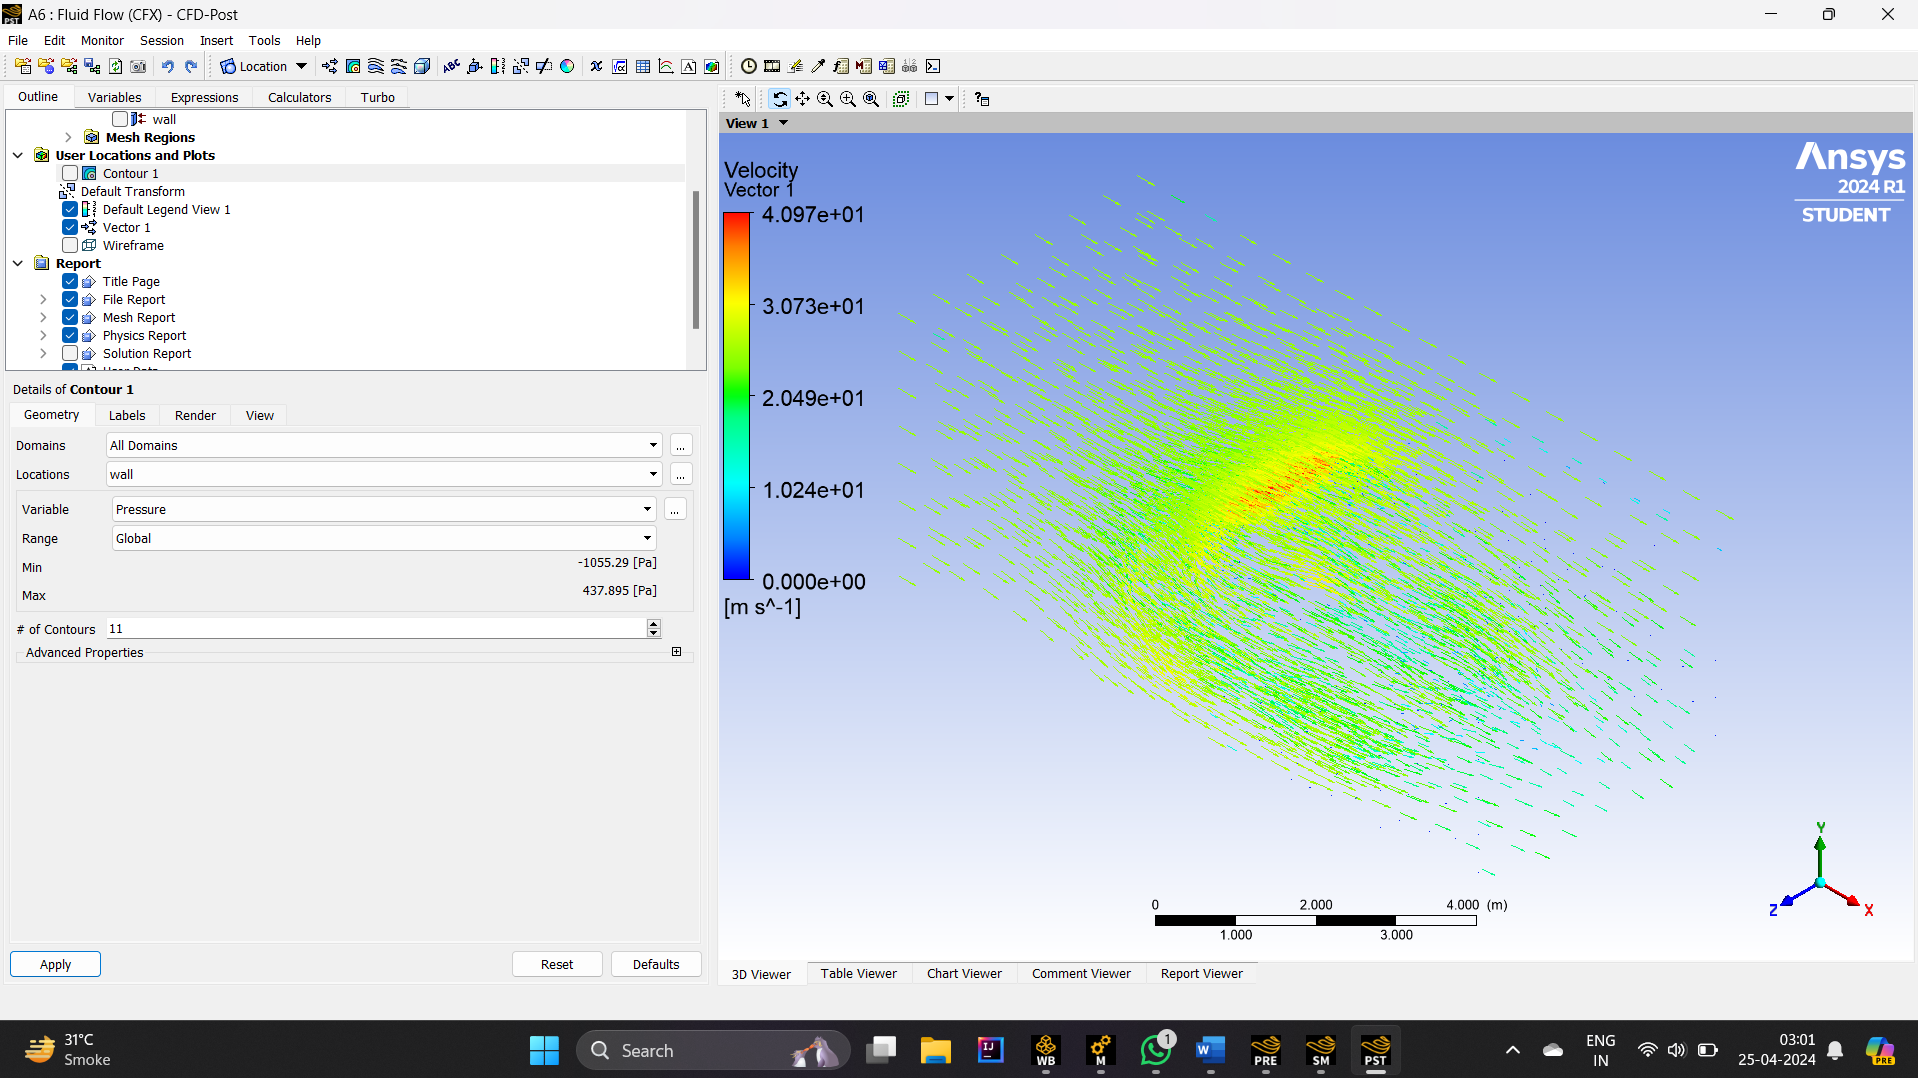 A6 : Fluid Flow (CFX) - CFD-Post
File Edit Monitor Session Insert Tools Help
Location
Outline Variables Expressions Calculators Turbo
wall
Mesh Regions
User Locations and Plots
Contour 1
Default Transform
Default Legend View 1
Vector 1
Wireframe
Report
Title Page
File Report
Mesh Report
Physics Report
Solution Report
Details of Contour 1
Geometry Labels Render View
Domains All Domains ...
Locations wall ...
Variable Pressure ...
Range Global
Min -1055.29 [Pa]
Max 437.895 [Pa]
# of Contours 11
Advanced Properties
Apply Reset Defaults
View 1
Velocity
Vector 1
4.097e+01
3.073e+01
2.049e+01
1.024e+01
0.000e+00
[m s^-1]
Ansys
2024 R1
STUDENT
Y
Z X
0 2.000 4.000 (m)
1.000 3.000
3D Viewer Table Viewer Chart Viewer Comment Viewer Report Viewer
31°C
Smoke
Search
IJ
WB
M
1
W
PRE
SM
PST
ENG
IN
03:01
25-04-2024
PRE